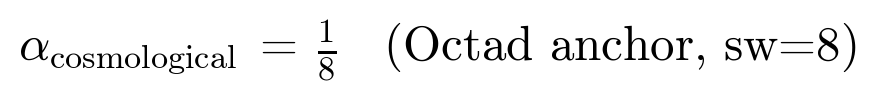 α_cosmological = 1/8 (Octad anchor, sw=8)